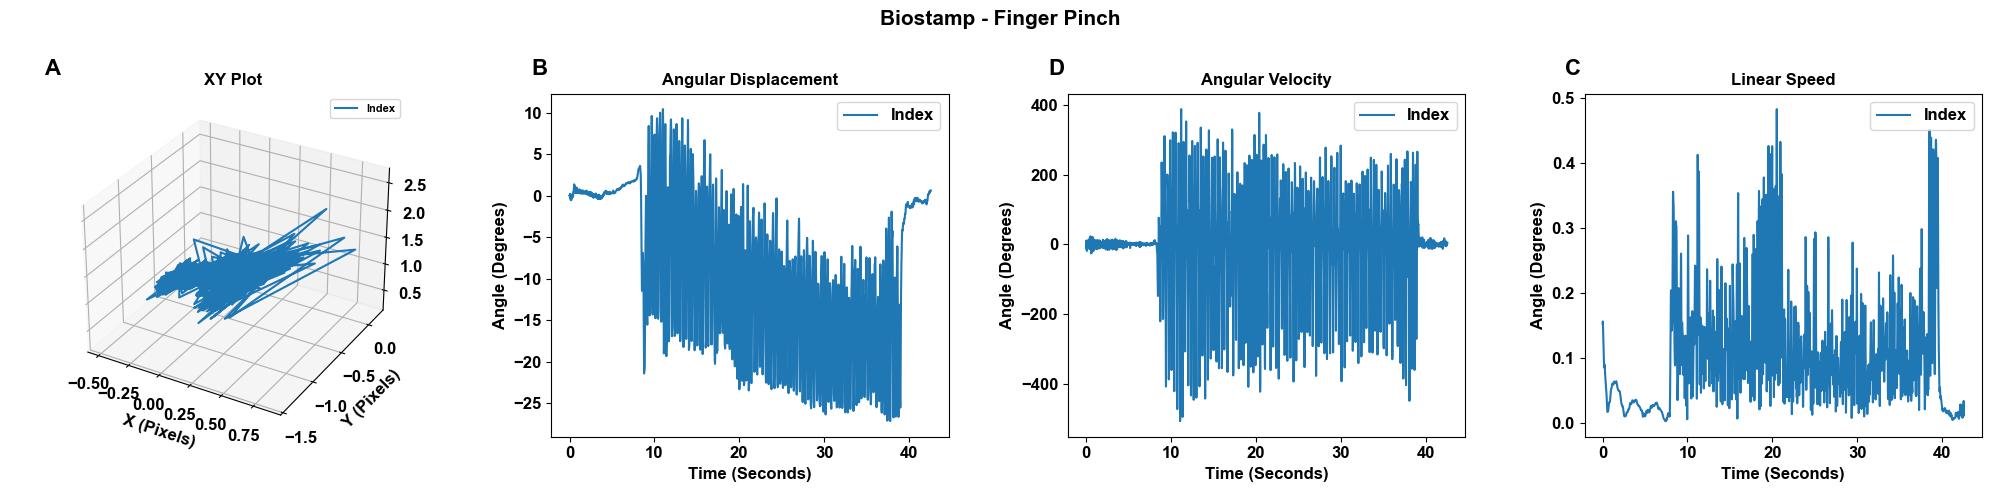 Biostamp - Finger Pinch
A
XY Plot
Index
2.5
2.0
1.5
1.0
0.5
0.0
−0.5
−1.0
−1.5
Y (Pixels)
−0.50
−0.25
0.00
0.25
0.50
0.75
X (Pixels)
B
Angular Displacement
Index
10
5
0
−5
−10
−15
−20
−25
Angle (Degrees)
0 10 20 30 40
Time (Seconds)
D
Angular Velocity
Index
400
200
0
−200
−400
Angle (Degrees)
0 10 20 30 40
Time (Seconds)
C
Linear Speed
Index
0.5
0.4
0.3
0.2
0.1
0.0
Angle (Degrees)
0 10 20 30 40
Time (Seconds)